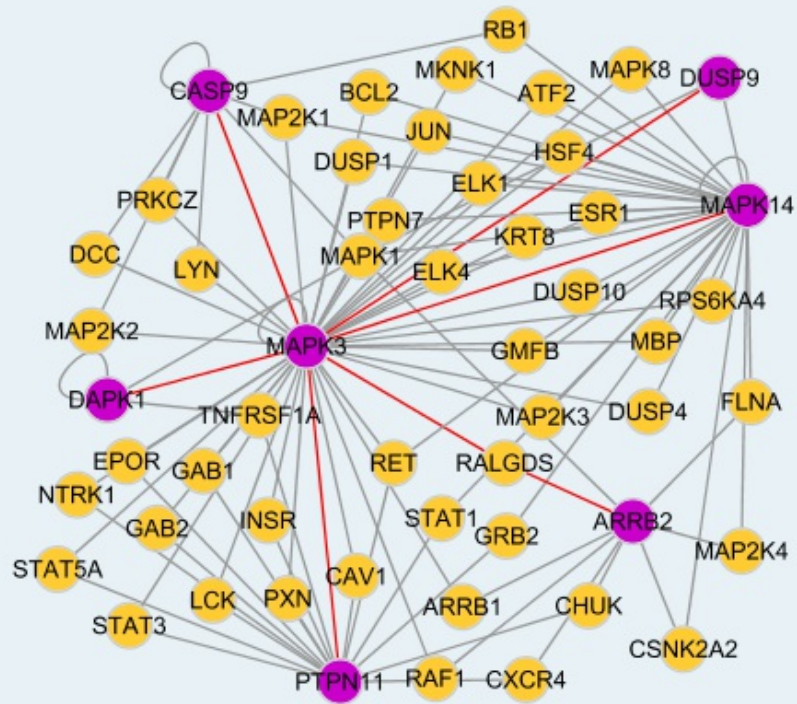 RB1
MKNK1
MAPK8
DUSP9
CASP9
BCL2
ATF2
MAP2K1
JUN
HSF4
DUSP1
ELK1
PRKCZ
MAPK14
PTPN7
ESR1
KRT8
DCC
LYN
MAPK1
ELK4
DUSP10
RPS6KA4
MAP2K2
MAPK3
GMFB
MBP
DAPK1
TNFRSF1A
MAP2K3
DUSP4
FLNA
EPOR
GAB1
RET
RALGDS
NTRK1
GAB2
INSR
STAT1
GRB2
ARRB2
MAP2K4
STAT5A
LCK
PXN
CAV1
ARRB1
CHUK
STAT3
CSNK2A2
PTPN11
RAF1
CXCR4